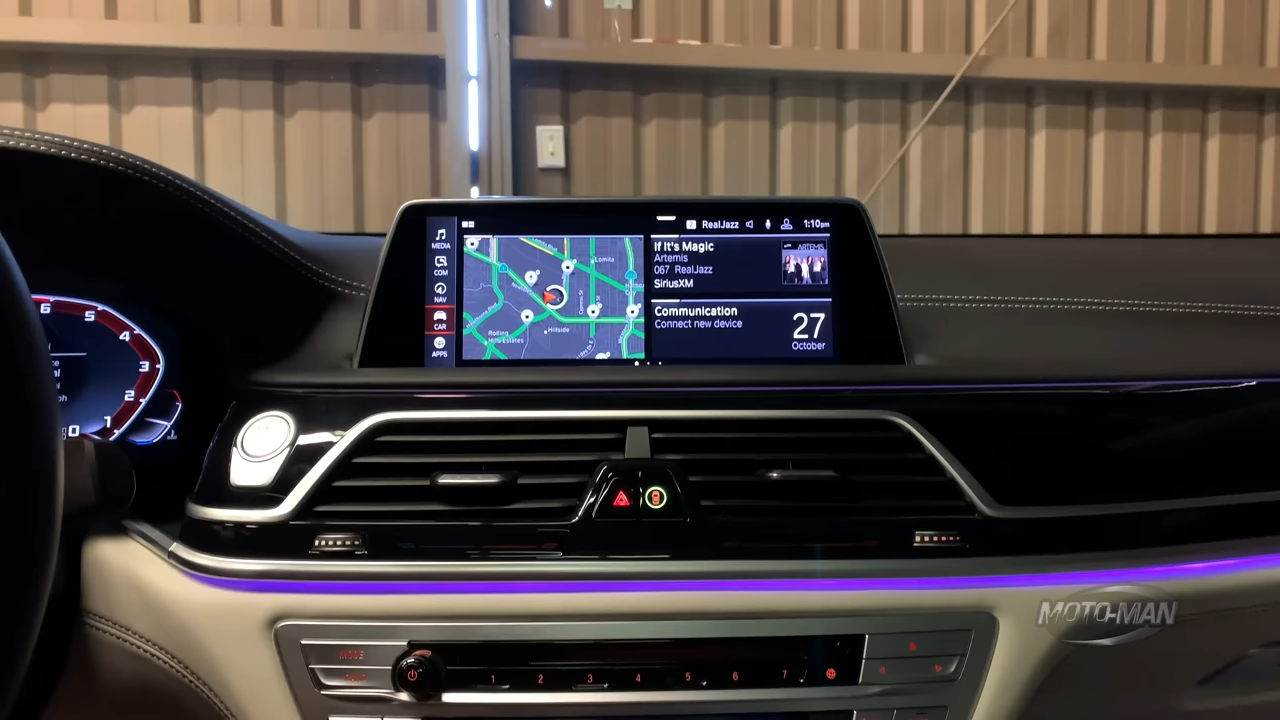 RealJazz 1:10pm
MEDIA
COM
NAV
CAR
APPS
Lomita
Rolling
Hills Estates
Hillside
If It's Magic
Artemis
067 RealJazz
SiriusXM
ARTEMIS
Communication
Connect new device
27
October
6
5
4
3
2
1
0
MOTO-MAN
MODE
1 2 3 4 5 6 7